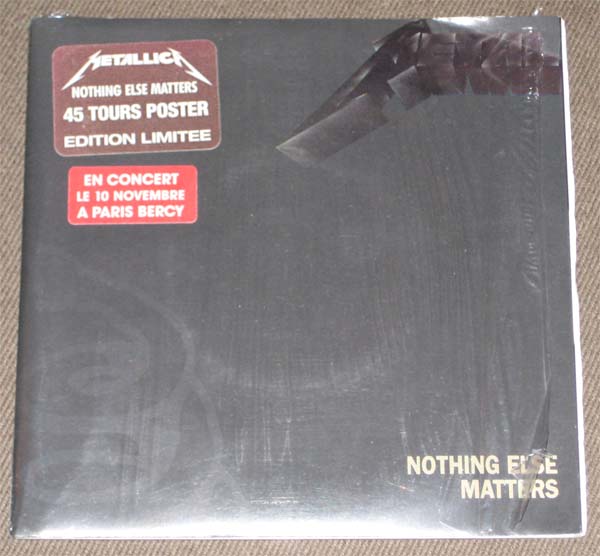 METALLICA
NOTHING ELSE MATTERS
45 TOURS POSTER
EDITION LIMITEE
EN CONCERT
LE 10 NOVEMBRE
A PARIS BERCY
NOTHING ELSE
MATTERS